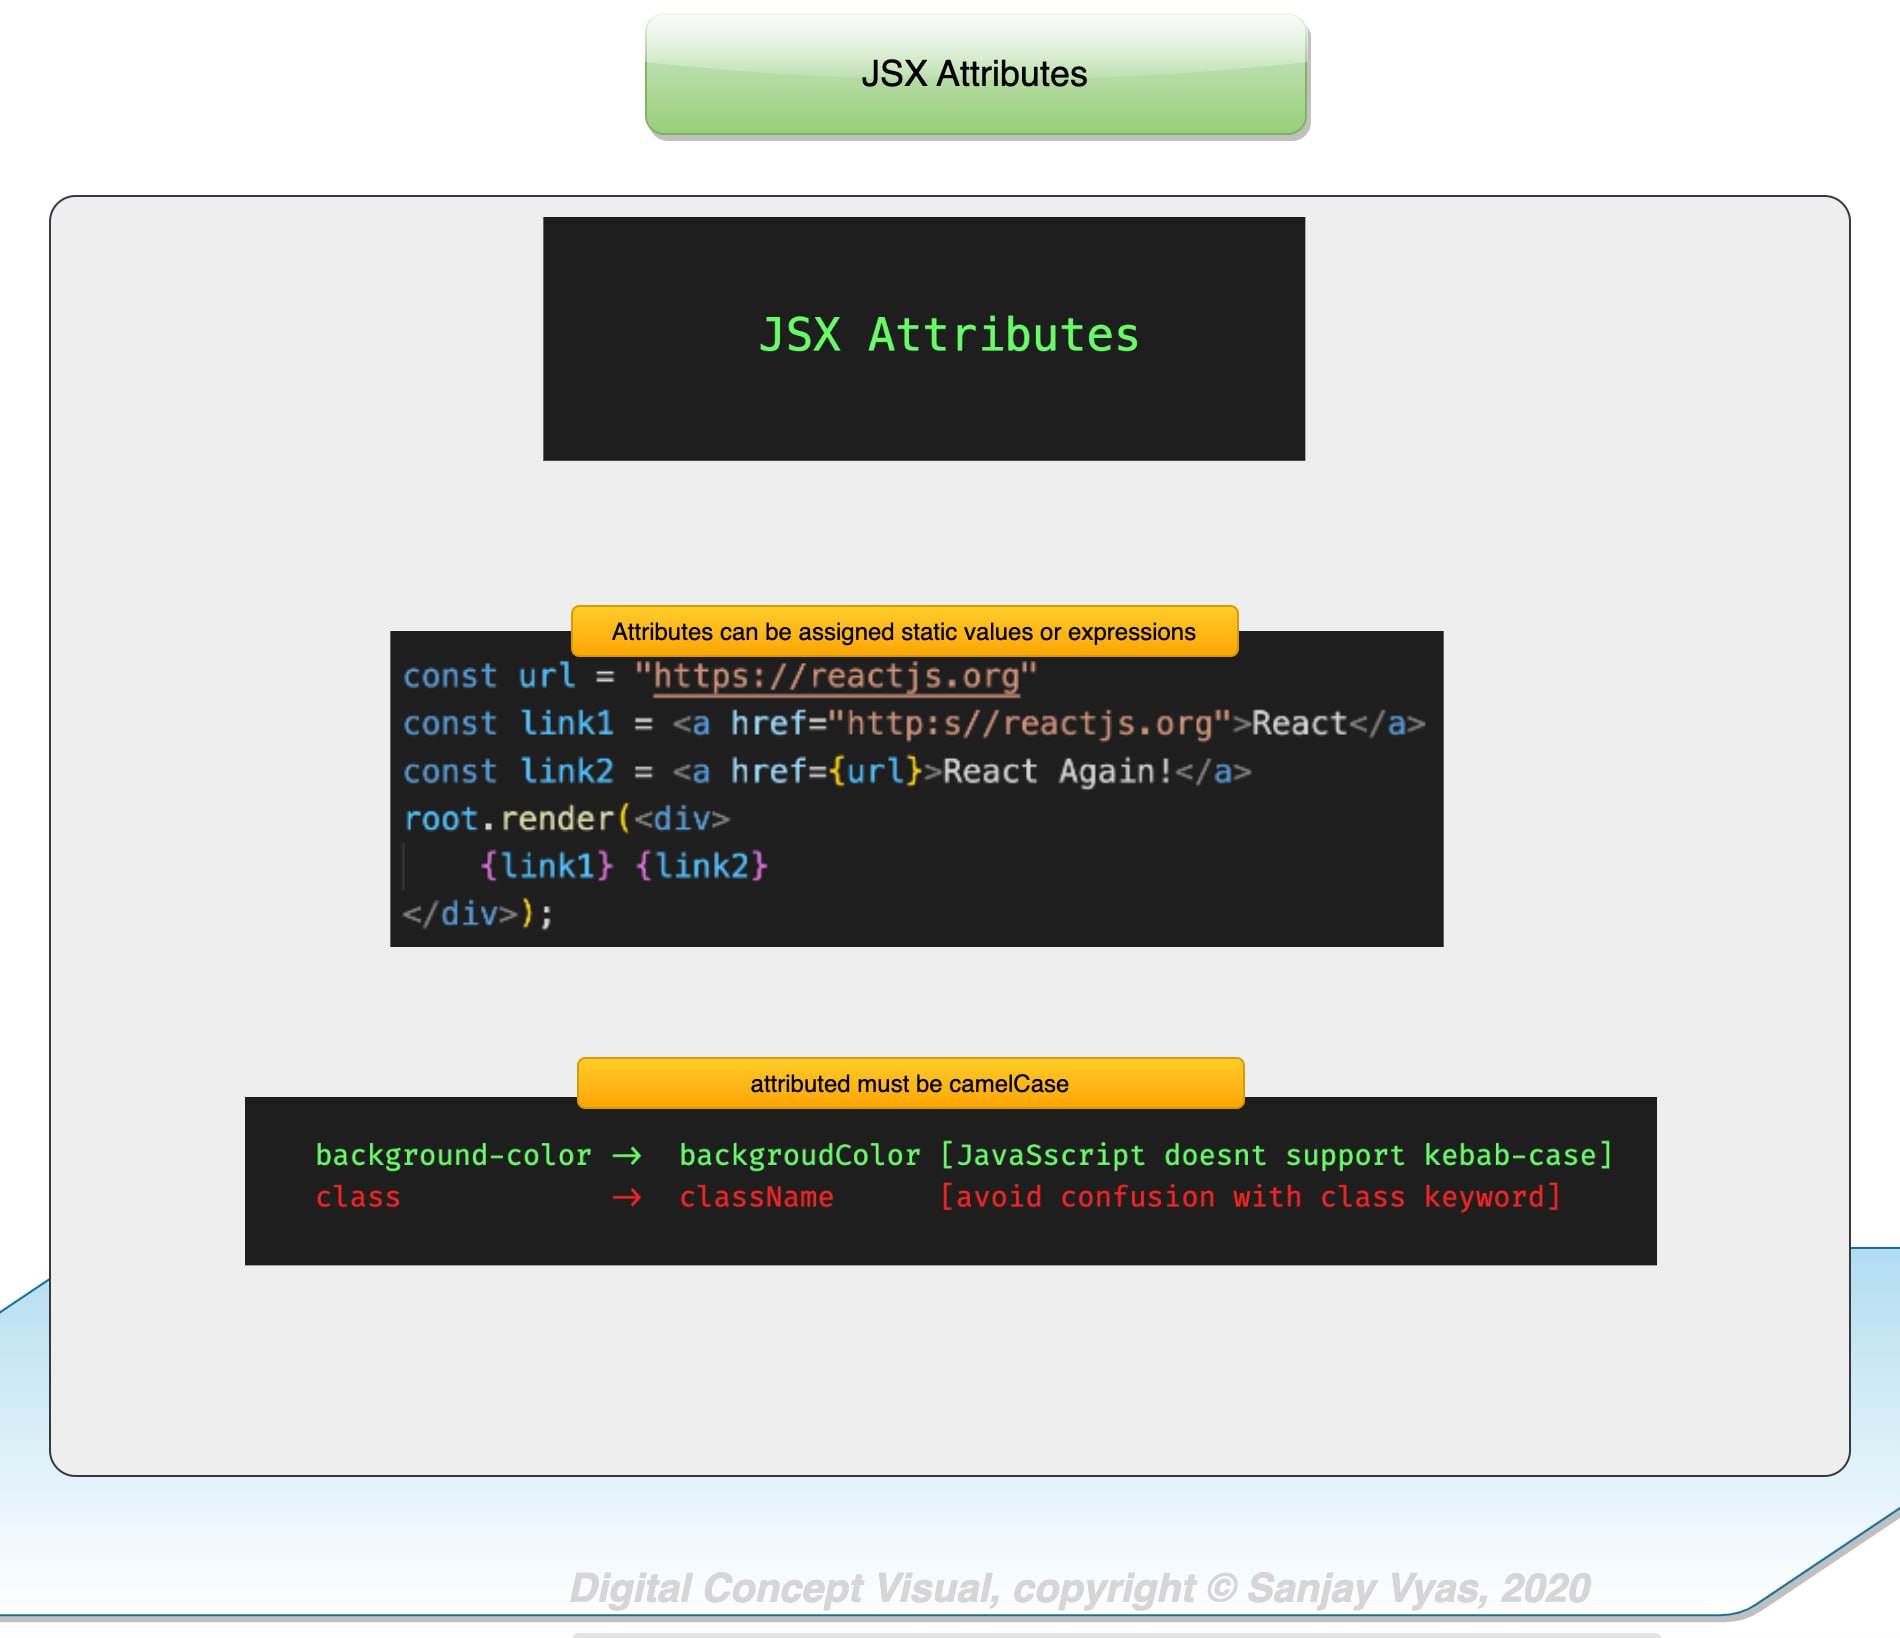 JSX Attributes
JSX Attributes
Attributes can be assigned static values or expressions
const url = "https://reactjs.org"
const link1 = <a href="http:s//reactjs.org">React</a>
const link2 = <a href={url}>React Again!</a>
root.render(<div>
    {link1} {link2}
</div>);
attributed must be camelCase
background-color → backgroudColor [JavaSscript doesnt support kebab-case]
class → className [avoid confusion with class keyword]
Digital Concept Visual, copyright © Sanjay Vyas, 2020